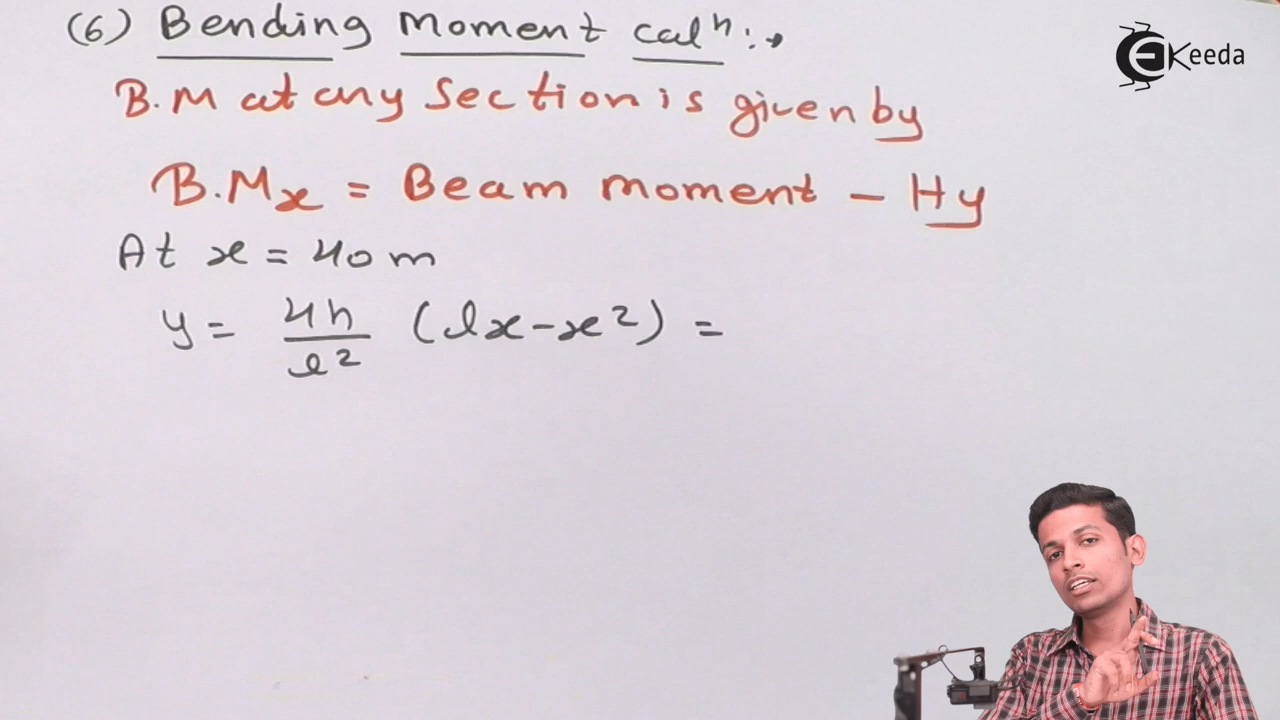 (6) Bending Moment calⁿ :→
EKeeda
B.M at any Section is given by
B.Mx = Beam moment - Hy
At x = 40 m
y = 4h/l² (lx-x²) =